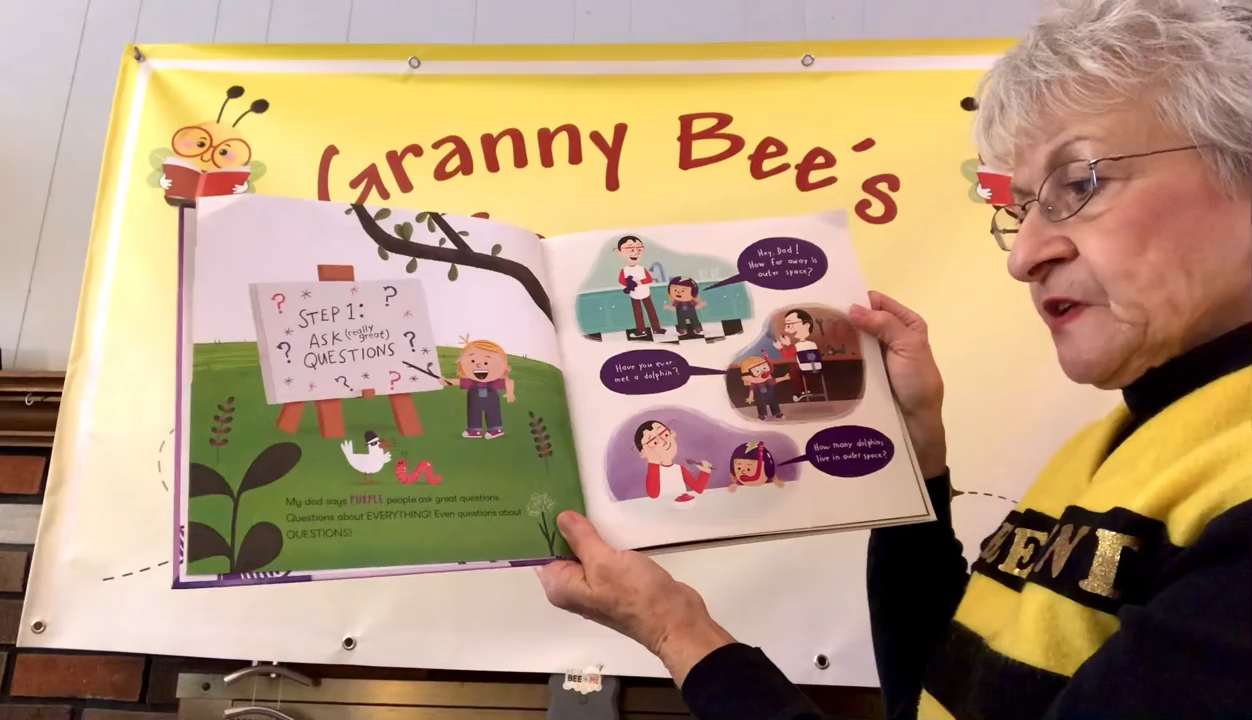 Granny Bee's
STEP 1:
ASK (really great)
QUESTIONS
My dad says PURPLE people ask great questions.
Questions about EVERYTHING! Even questions about
QUESTIONS!
Hey, Dad!
How far away is
outer space?
Have you ever
met a dolphin?
How many dolphins
live in outer space?
BEE
ME